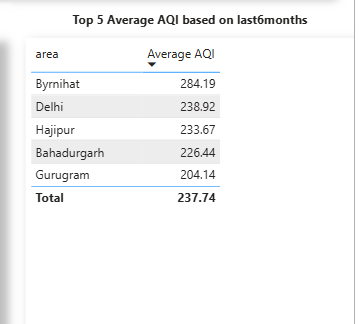 Top 5 Average AQI based on last6months
area Average AQI
Byrnihat 284.19
Delhi 238.92
Hajipur 233.67
Bahadurgarh 226.44
Gurugram 204.14
Total 237.74